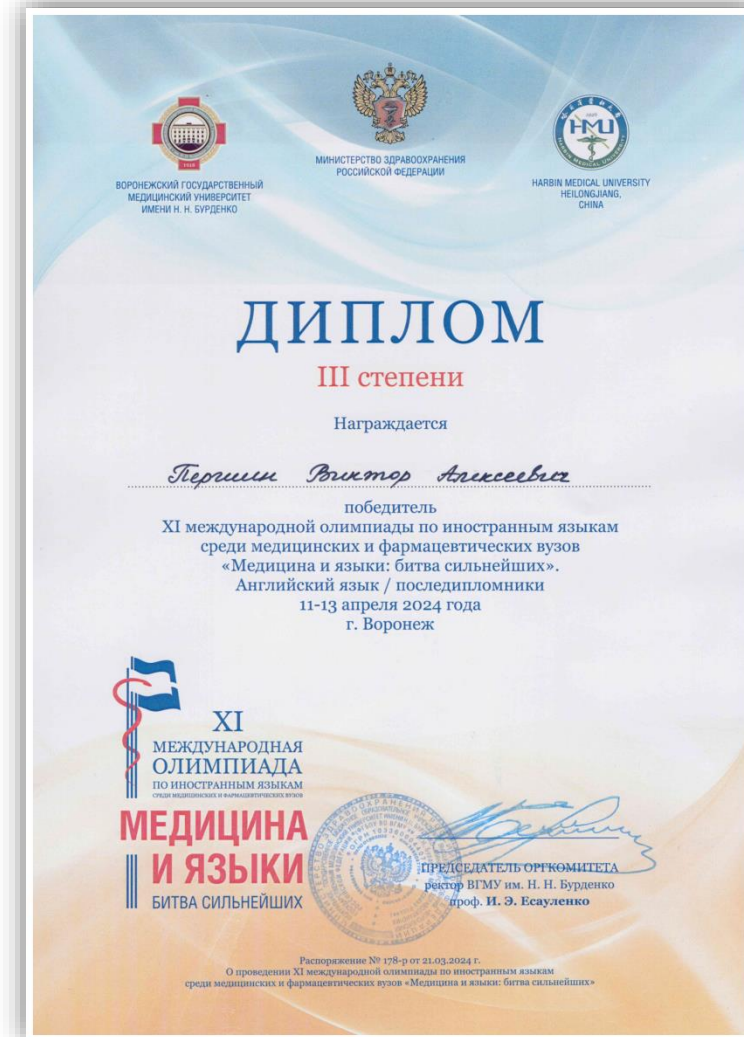 ВОРОНЕЖСКИЙ ГОСУДАРСТВЕННЫЙ
МЕДИЦИНСКИЙ УНИВЕРСИТЕТ
ИМЕНИ Н. Н. БУРДЕНКО
МИНИСТЕРСТВО ЗДРАВООХРАНЕНИЯ
РОССИЙСКОЙ ФЕДЕРАЦИИ
HMU
HARBIN MEDICAL UNIVERSITY
HEILONGJIANG,
CHINA
ДИПЛОМ
III степени
Награждается
Першин Виктор Алексеевич
победитель
XI международной олимпиады по иностранным языкам
среди медицинских и фармацевтических вузов
«Медицина и языки: битва сильнейших».
Английский язык / последипломники
11-13 апреля 2024 года
г. Воронеж
XI
МЕЖДУНАРОДНАЯ
ОЛИМПИАДА
ПО ИНОСТРАННЫМ ЯЗЫКАМ
СРЕДИ МЕДИЦИНСКИХ И ФАРМАЦЕВТИЧЕСКИХ ВУЗОВ
МЕДИЦИНА
И ЯЗЫКИ
БИТВА СИЛЬНЕЙШИХ
ПРЕДСЕДАТЕЛЬ ОРГКОМИТЕТА
ректор ВГМУ им. Н. Н. Бурденко
проф. И. Э. Есауленко
Распоряжение № 178-р от 21.03.2024 г.
О проведении XI международной олимпиады по иностранным языкам
среди медицинских и фармацевтических вузов «Медицина и языки: битва сильнейших»